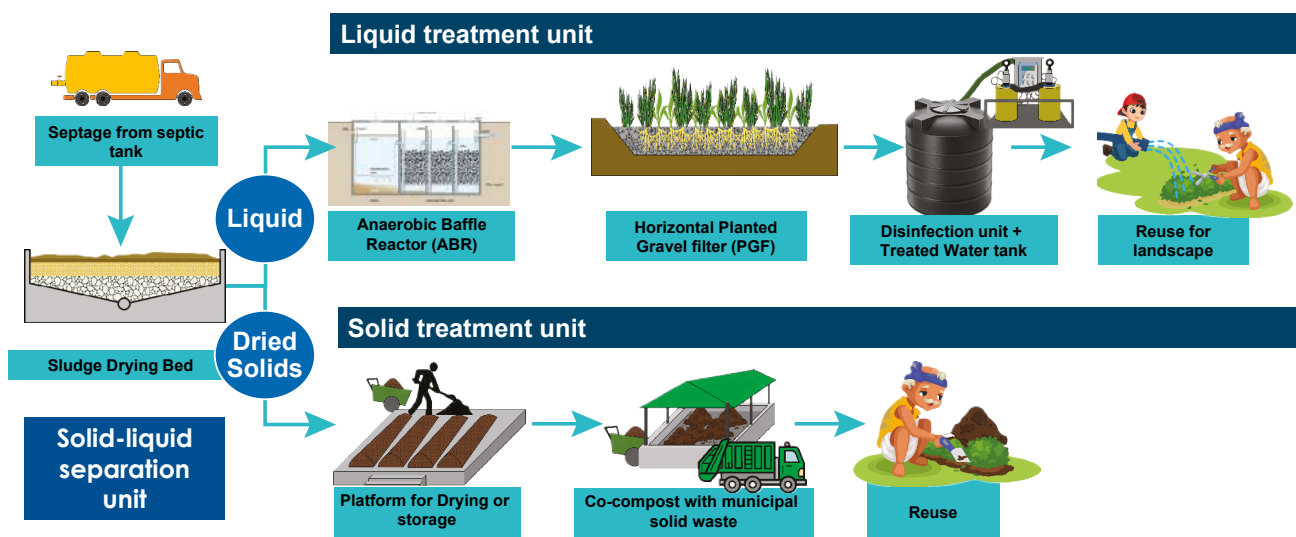 Liquid treatment unit
Septage from septic
tank
Liquid
Anaerobic Baffle
Reactor (ABR)
Horizontal Planted
Gravel filter (PGF)
Disinfection unit +
Treated Water tank
Reuse for
landscape
Sludge Drying Bed
Dried
Solids
Solid treatment unit
Solid-liquid
separation
unit
Platform for Drying or
storage
Co-compost with municipal
solid waste
Reuse